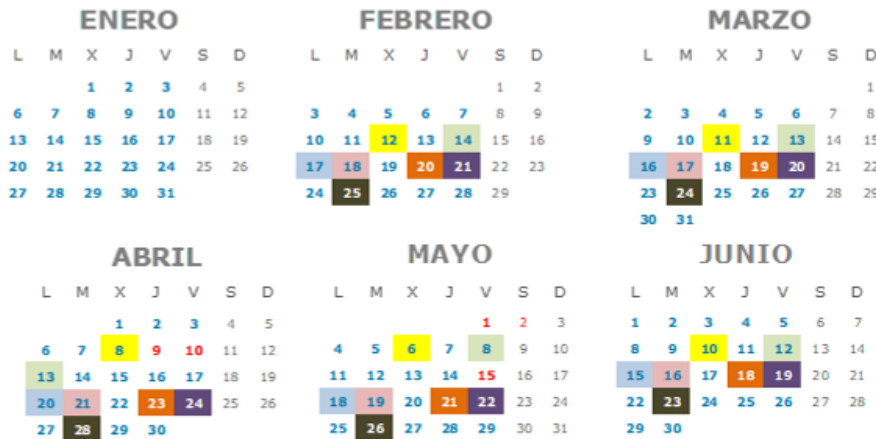 ENERO FEBRERO MARZO
L M X J V S D L M X J V S D L M X J V S D
1 2 3 4 5 1 2 1
6 7 8 9 10 11 12 3 4 5 6 7 8 9 2 3 4 5 6 7 8
13 14 15 16 17 18 19 10 11 12 13 14 15 16 9 10 11 12 13 14 15
20 21 22 23 24 25 26 17 18 19 20 21 22 23 16 17 18 19 20 21 22
27 28 29 30 31 24 25 26 27 28 29 23 24 25 26 27 28 29
30 31
ABRIL MAYO JUNIO
L M X J V S D L M X J V S D L M X J V S D
1 2 3 4 5 1 2 3 1 2 3 4 5 6 7
6 7 8 9 10 11 12 4 5 6 7 8 9 10 8 9 10 11 12 13 14
13 14 15 16 17 18 19 11 12 13 14 15 16 17 15 16 17 18 19 20 21
20 21 22 23 24 25 26 18 19 20 21 22 23 24 22 23 24 25 26 27 28
27 28 29 30 25 26 27 28 29 30 31 29 30